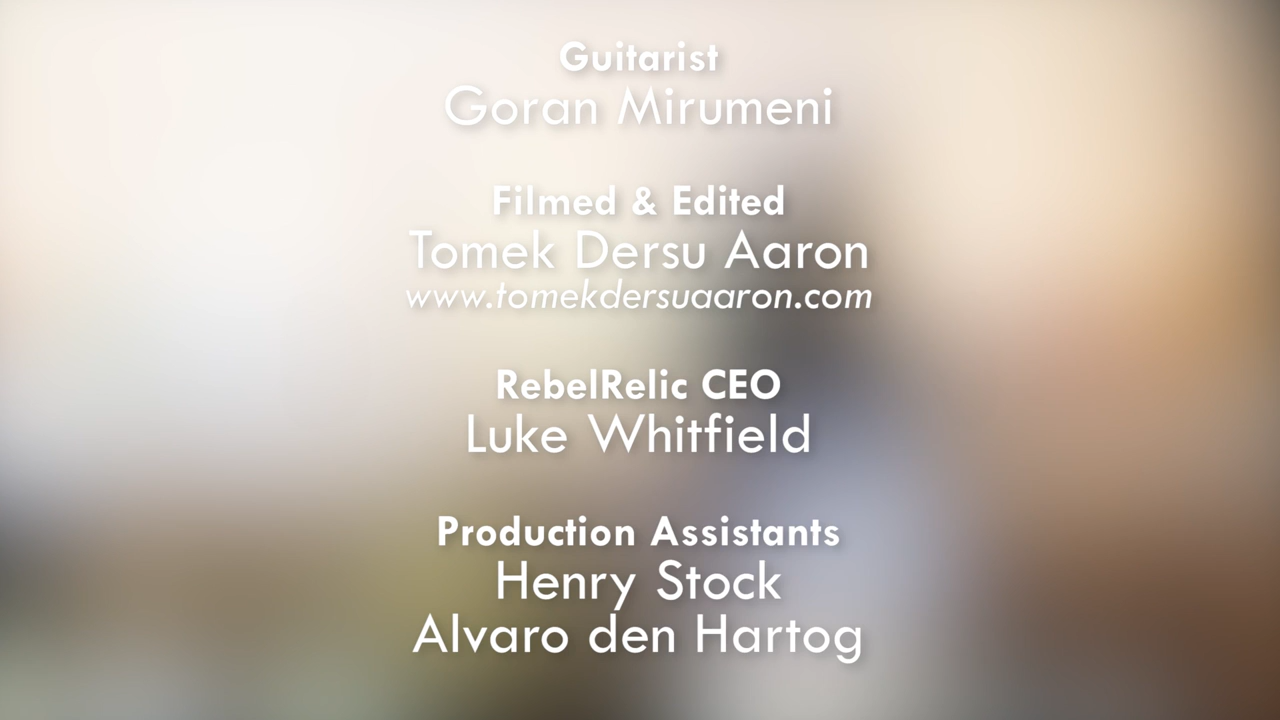 Guitarist
Goran Mirumeni
Filmed & Edited
Tomek Dersu Aaron
www.tomekdersuaaron.com
RebelRelic CEO
Luke Whitfield
Production Assistants
Henry Stock
Alvaro den Hartog